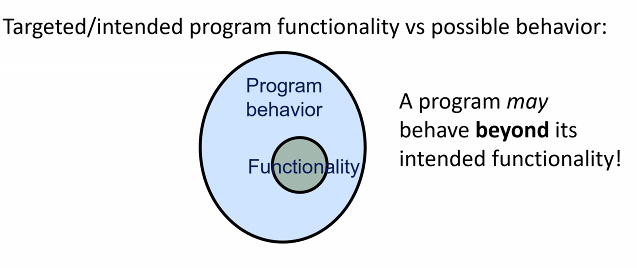 Targeted/intended program functionality vs possible behavior:
Program
behavior
Functionality
A program may
behave beyond its
intended functionality!